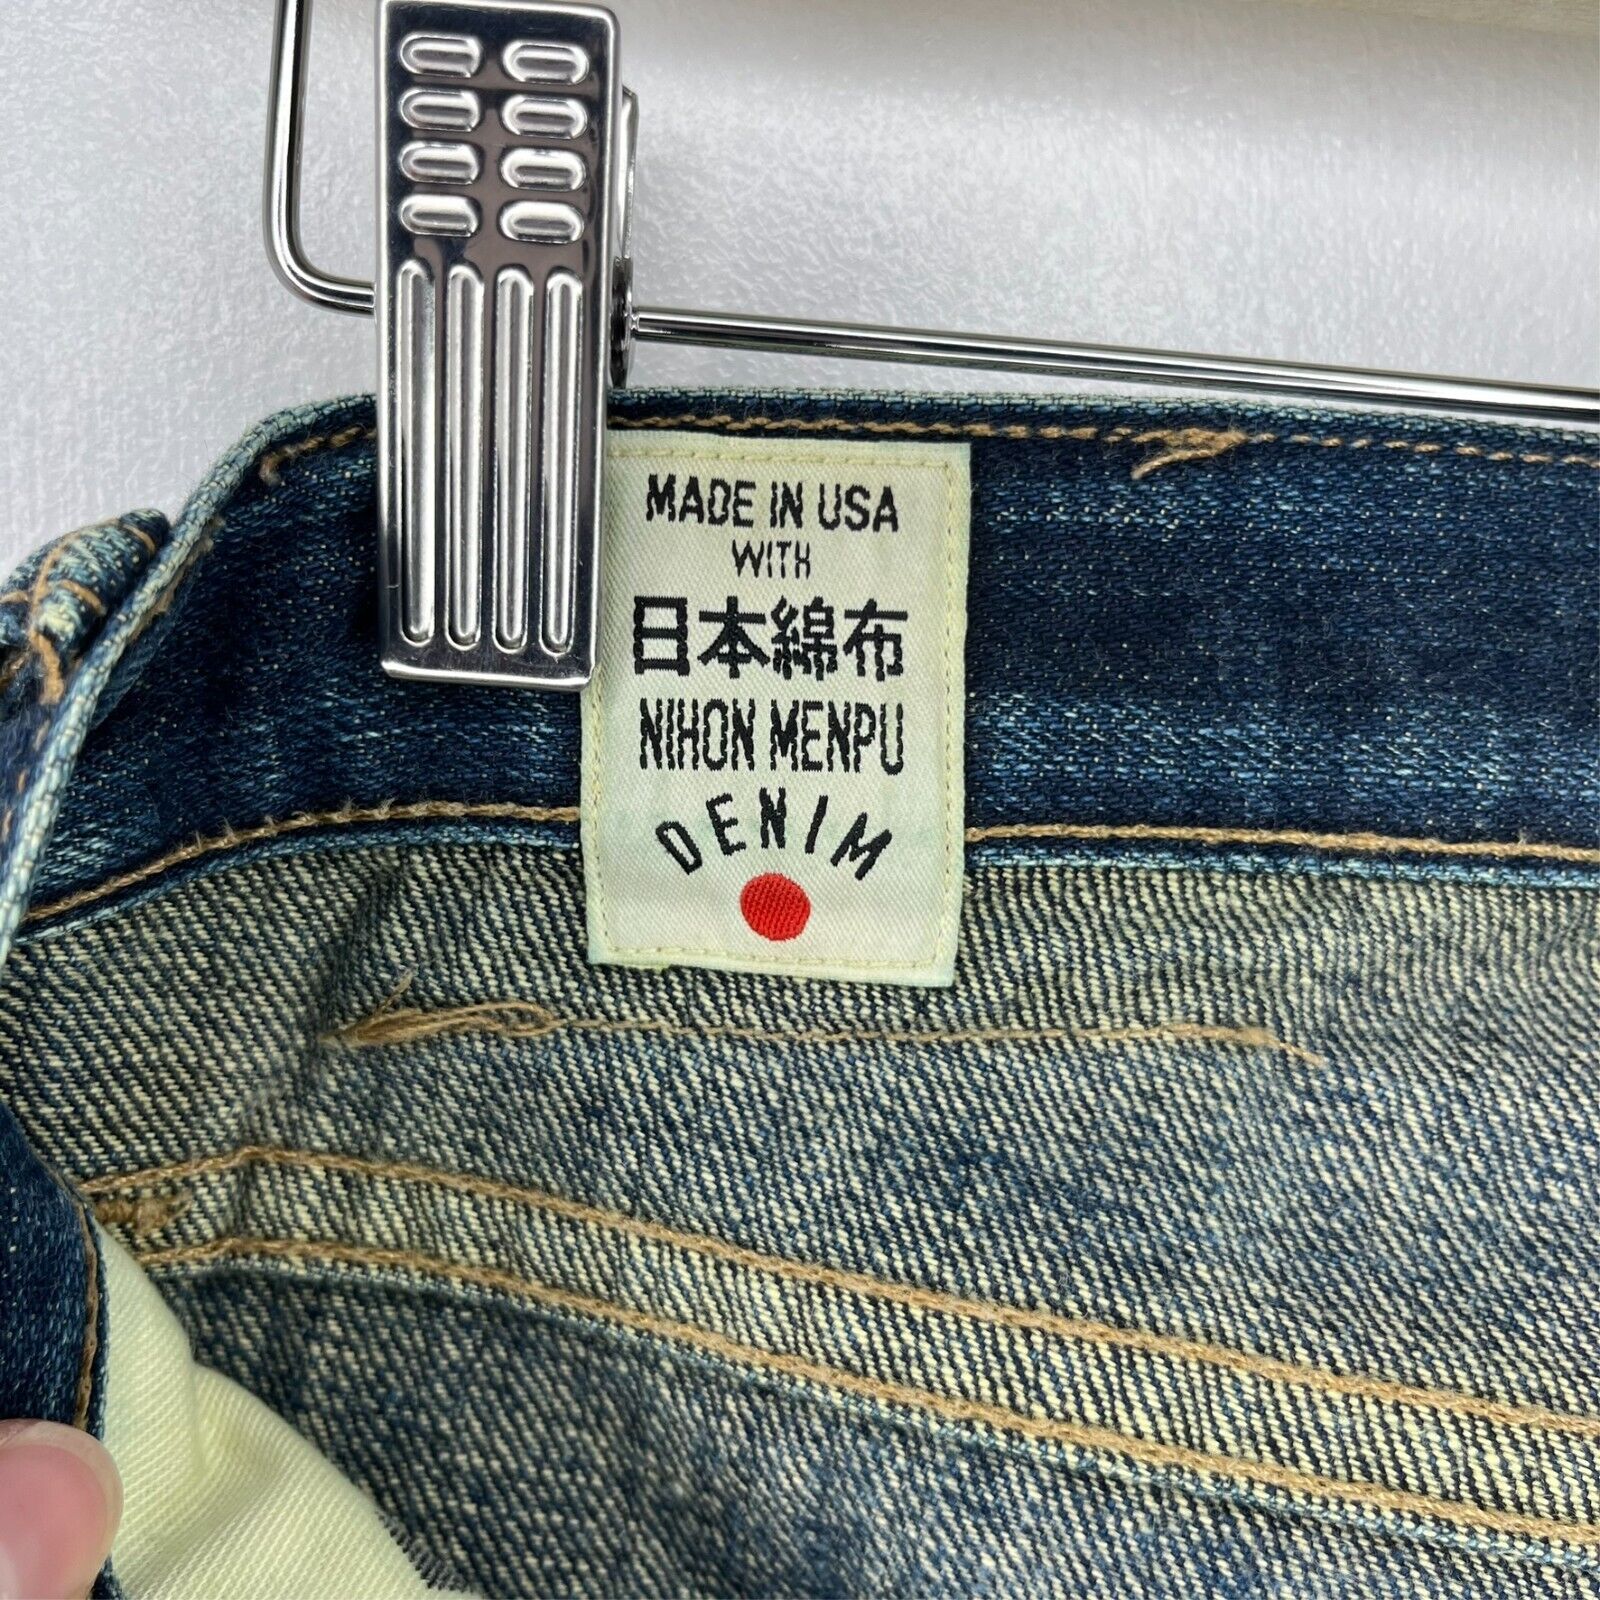 MADE IN USA
WITH
日本綿布
NIHON MENPU
DENIM